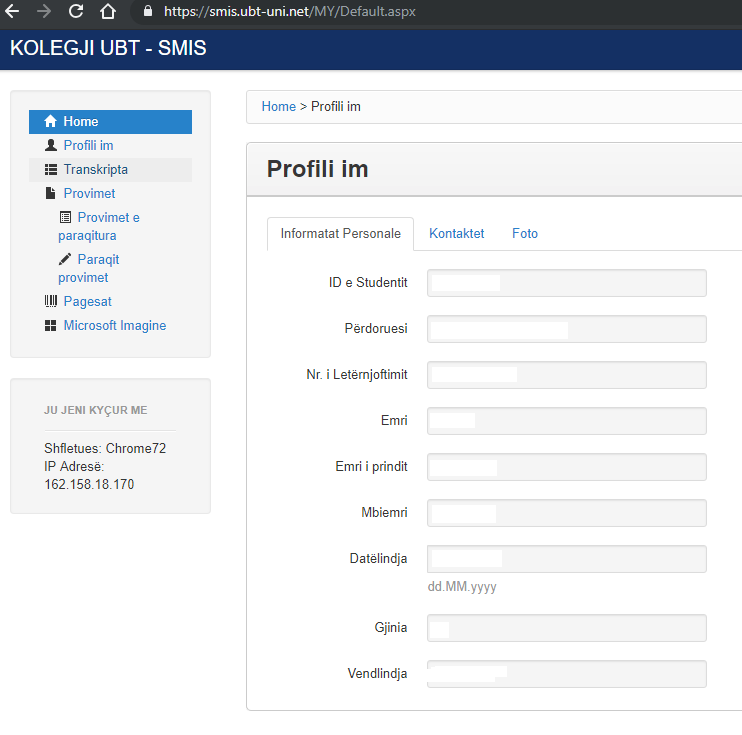 https://smis.ubt-uni.net/MY/Default.aspx
KOLEGJI UBT - SMIS
Home
Profili im
Transkripta
Provimet
Provimet e
paraqitura
Paraqit
provimet
Pagesat
Microsoft Imagine
JU JENI KYÇUR ME
Shfletues: Chrome72
IP Adresë:
162.158.18.170
Home > Profili im
Profili im
Informatat Personale Kontaktet Foto
ID e Studentit
Përdoruesi
Nr. i Letërnjoftimit
Emri
Emri i prindit
Mbiemri
Datëlindja
dd.MM.yyyy
Gjinia
Vendlindja